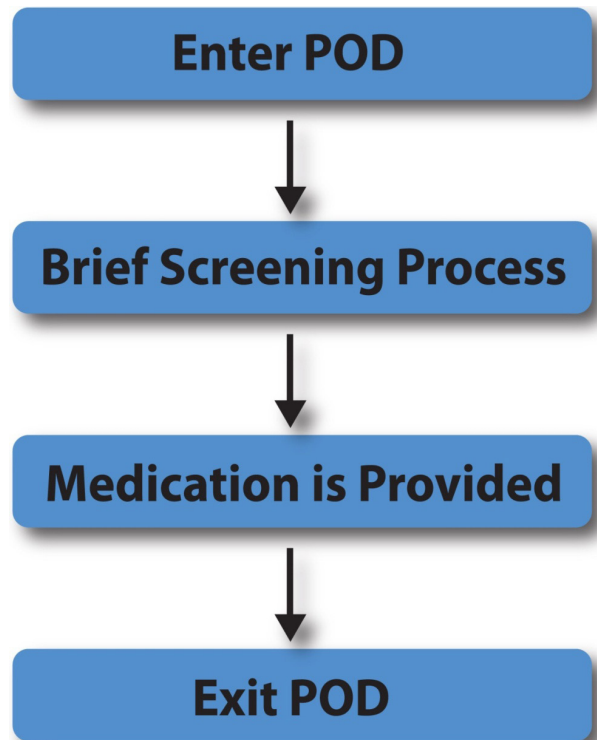 Enter POD
Brief Screening Process
Medication is Provided
Exit POD